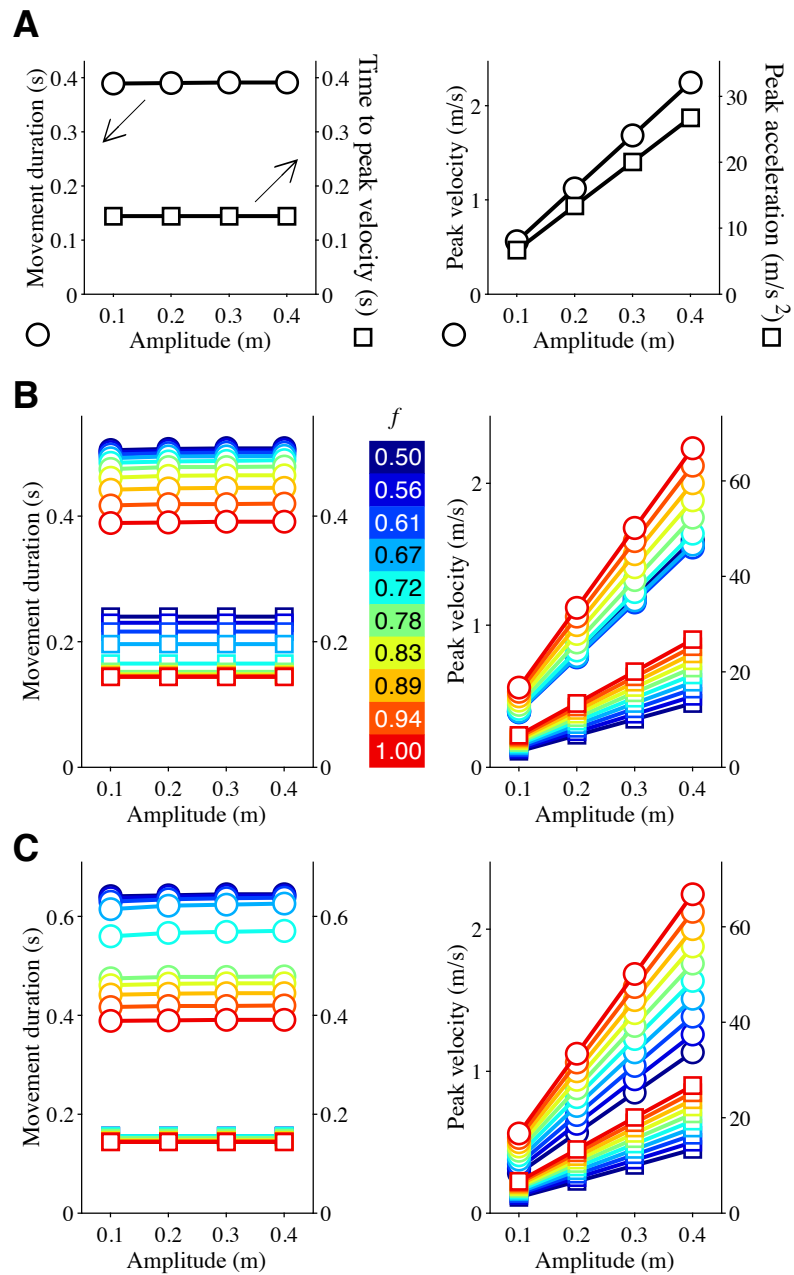 A
Movement duration (s)
0.4
0.3
0.2
0.1
0
0.1 0.2 0.3 0.4
Amplitude (m)
0.4
0.3
0.2
0.1
0
Time to peak velocity (s)
Peak velocity (m/s)
2
1
0
0.1 0.2 0.3 0.4
Amplitude (m)
30
20
10
0
Peak acceleration (m/s²)
B
Movement duration (s)
0.4
0.2
0
0.1 0.2 0.3 0.4
Amplitude (m)
0.4
0.2
0
f
0.50
0.56
0.61
0.67
0.72
0.78
0.83
0.89
0.94
1.00
Peak velocity (m/s)
2
1
0
0.1 0.2 0.3 0.4
Amplitude (m)
60
40
20
0
C
Movement duration (s)
0.6
0.4
0.2
0
0.1 0.2 0.3 0.4
Amplitude (m)
0.6
0.4
0.2
0
Peak velocity (m/s)
2
1
0
0.1 0.2 0.3 0.4
Amplitude (m)
60
40
20
0